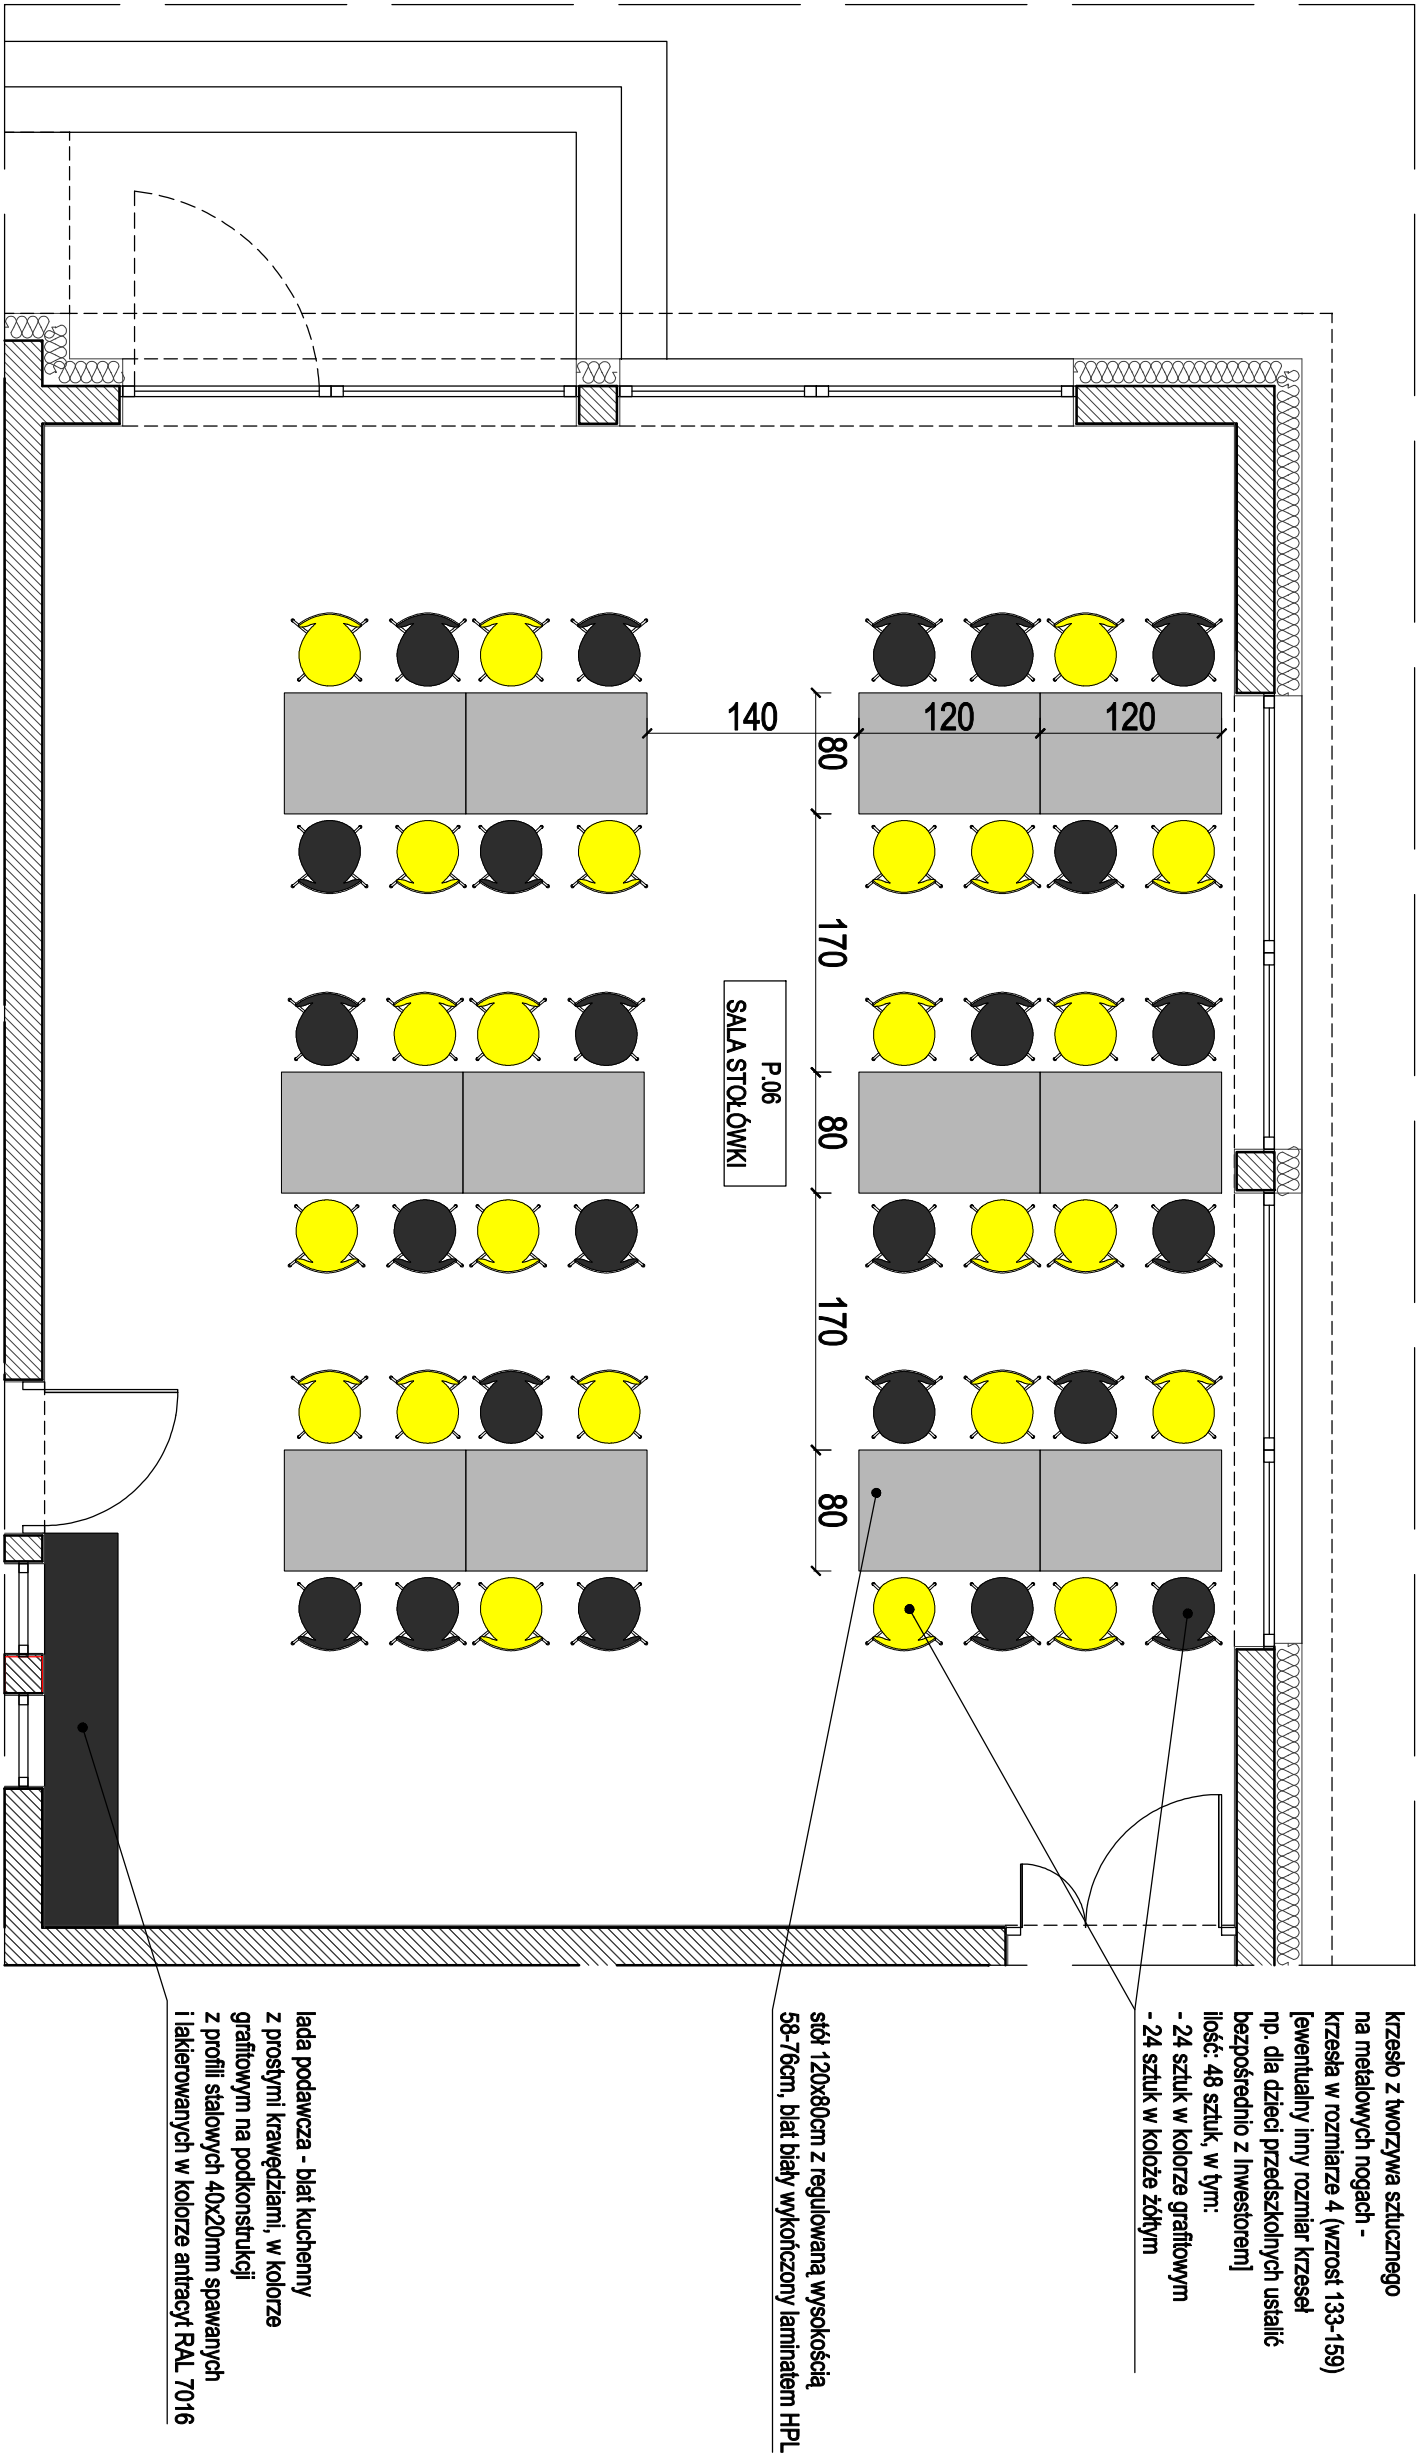 140
120
120
80
170
80
170
80
P.06
SALA STOŁÓWKI
krzesło z tworzywa sztucznego
na metalowych nogach -
krzesła w rozmiarze 4 (wzrost 133-159)
[ewentualny inny rozmiar krzeseł
np. dla dzieci przedszkolnych ustalić
bezpośrednio z Inwestorem]
ilość: 48 sztuk, w tym:
- 24 sztuk w kolorze grafitowym
- 24 sztuk w koloże żółtym
stół 120x80cm z regulowaną wysokością
58-76cm, blat biały wykończony laminatem HPL
lada podawcza - blat kuchenny
z prostymi krawędziami, w kolorze
grafitowym na podkonstrukcji
z profili stalowych 40x20mm spawanych
i lakierowanych w kolorze antracyt RAL 7016